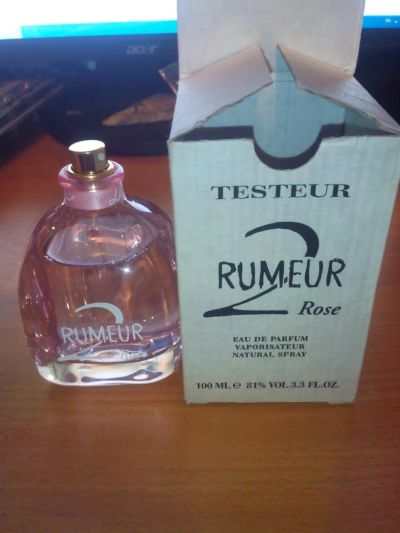 acer
TESTEUR
2
RUMEUR
Rose
EAU DE PARFUM
VAPORISATEUR
NATURAL SPRAY
100 ML e 81% VOL 3.3 FL.OZ.
2
RUMEUR
Rose